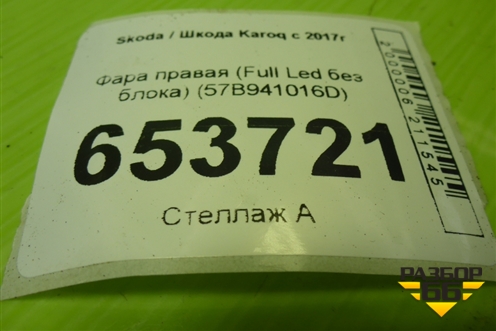 Skoda / Шкода Karoq с 2017г
Фара правая (Full Led без
блока) (57B941016D)
653721
Стеллаж А
2000006211545
РАЗБОР
66